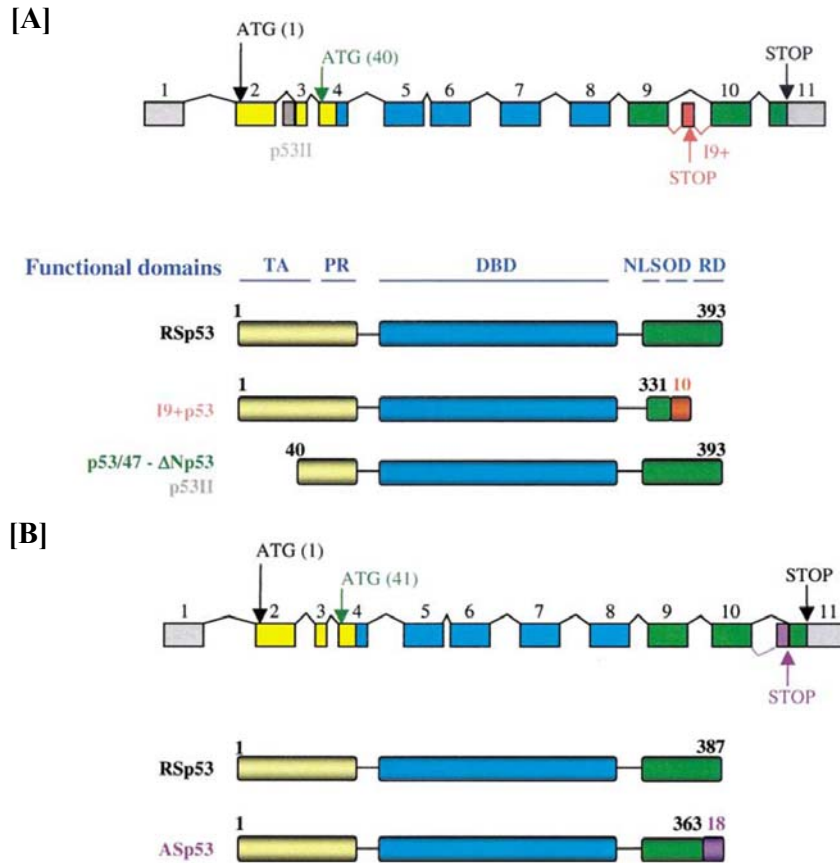 [A]
ATG (1)
ATG (40)
STOP
1 2 3 4 5 6 7 8 9 10 11
p53II
I9+
STOP
Functional domains TA PR DBD NLS OD RD
1 393
RSp53
1 331 10
I9+p53
40 393
p53/47 - ΔNp53
p53II
[B]
ATG (1)
ATG (41)
STOP
1 2 3 4 5 6 7 8 9 10 11
STOP
1 387
RSp53
1 363 18
ASp53